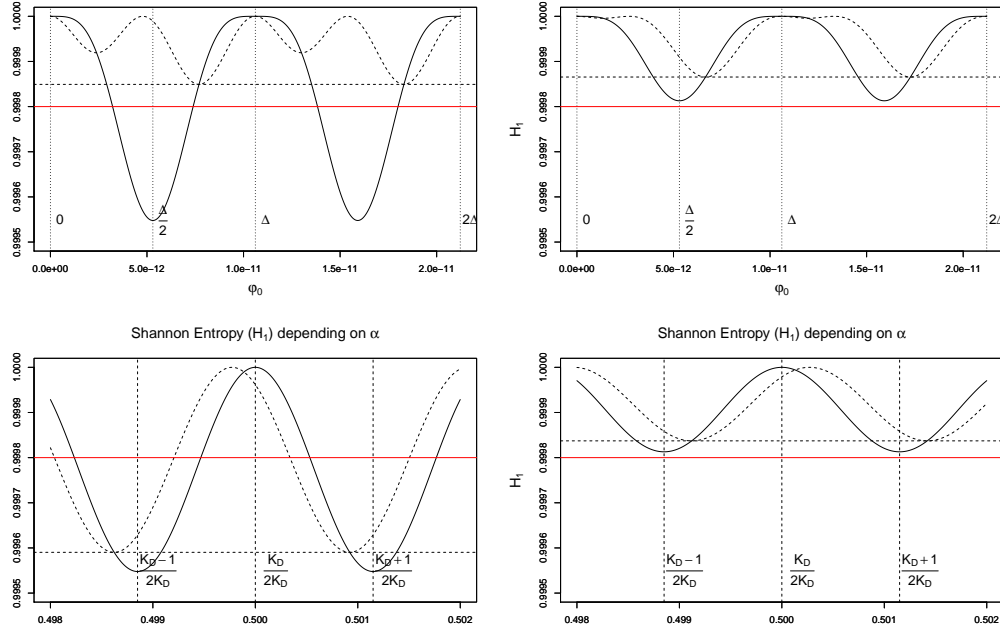 1.0000
0.9999
0.9998
0.9997
0.9996
0.9995
0
Δ
2
Δ
2Δ
0.0e+00 5.0e−12 1.0e−11 1.5e−11 2.0e−11
φ0
H1
1.0000
0.9999
0.9998
0.9997
0.9996
0.9995
0
Δ
2
Δ
2Δ
0.0e+00 5.0e−12 1.0e−11 1.5e−11 2.0e−11
φ0
Shannon Entropy (H1) depending on α
1.0000
0.9999
0.9998
0.9997
0.9996
0.9995
KD−1
2KD
KD
2KD
KD+1
2KD
0.498 0.499 0.500 0.501 0.502
Shannon Entropy (H1) depending on α
H1
1.0000
0.9999
0.9998
0.9997
0.9996
0.9995
KD−1
2KD
KD
2KD
KD+1
2KD
0.498 0.499 0.500 0.501 0.502